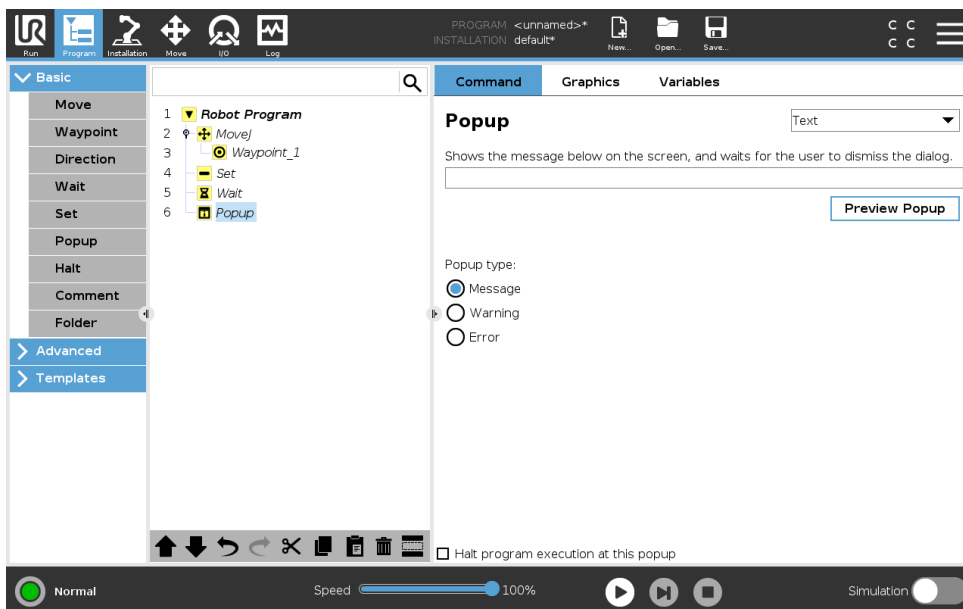 UR
Run
Program
Installation
Move
I/O
Log
PROGRAM <unnamed>*
INSTALLATION default*
New...
Open...
Save...
C C
C C
Basic
Move
Waypoint
Direction
Wait
Set
Popup
Halt
Comment
Folder
Advanced
Templates
1 Robot Program
2 MoveJ
3 Waypoint_1
4 Set
5 Wait
6 Popup
Command Graphics Variables
Popup
Text
Shows the message below on the screen, and waits for the user to dismiss the dialog.
Preview Popup
Popup type:
Message
Warning
Error
Halt program execution at this popup
Normal
Speed 100%
Simulation